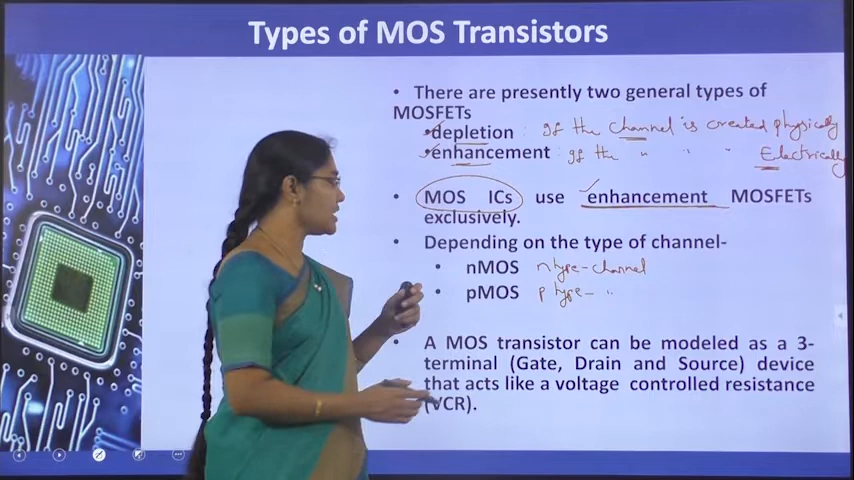 Types of MOS Transistors
• There are presently two general types of
MOSFETs
•depletion : If the channel is created physically
•enhancement : If the " " " Electrically
• MOS ICs use enhancement MOSFETs
exclusively.
• Depending on the type of channel-
• nMOS n type-channel
• pMOS p type- "
• A MOS transistor can be modeled as a 3-
terminal (Gate, Drain and Source) device
that acts like a voltage controlled resistance
(VCR).